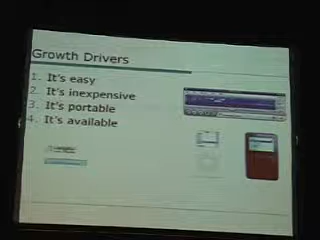 Growth Drivers
1. It's easy
2. It's inexpensive
3. It's portable
4. It's available